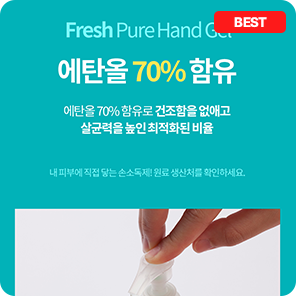 BEST
Fresh Pure Hand Gel
에탄올 70% 함유
에탄올 70% 함유로 건조함을 없애고
살균력을 높인 최적화된 비율
내 피부에 직접 닿는 손소독제! 원료 생산처를 확인하세요.